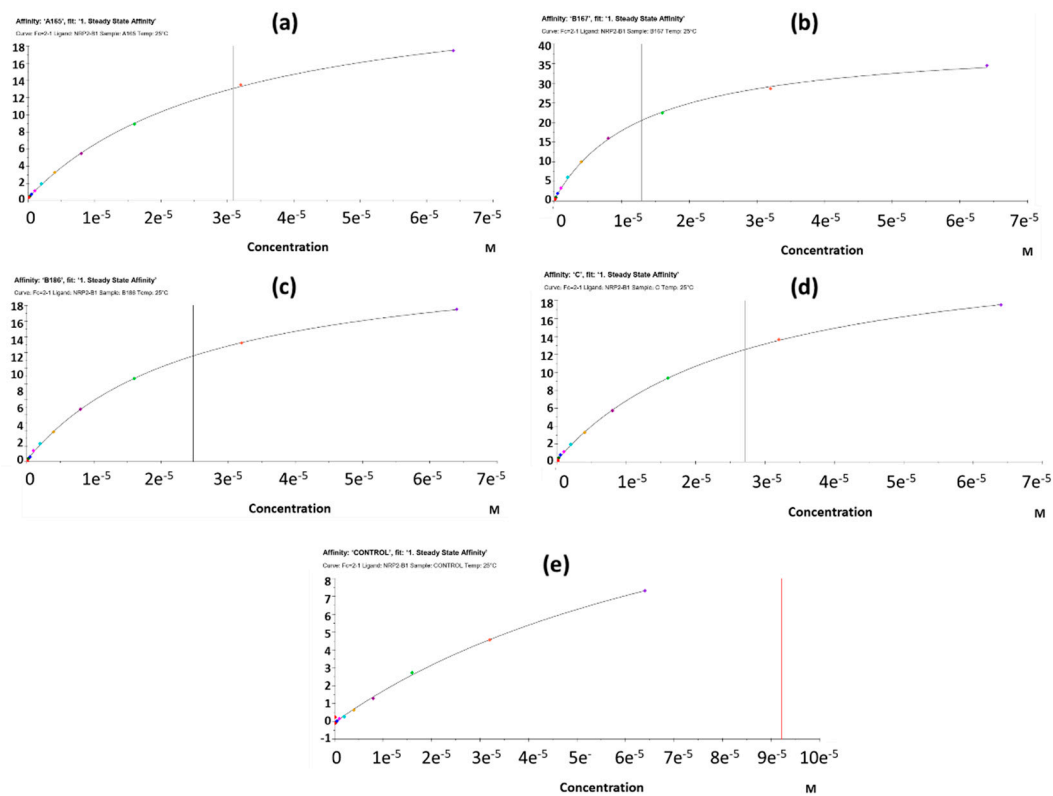 Affinity: 'A165', fit: '1. Steady State Affinity'
(a)
Curve: Fc=2-1 Ligand: NRP2-B1 Sample: A165 Temp: 25°C
18
16
14
12
10
8
6
4
2
0
0 1e-5 2e-5 3e-5 4e-5 5e-5 6e-5 7e-5
Concentration M
Affinity: 'B167', fit: '1. Steady State Affinity'
(b)
Curve: Fc=2-1 Ligand: NRP2-B1 Sample: B167 Temp: 25°C
40
35
30
25
20
15
10
5
0
0 1e-5 2e-5 3e-5 4e-5 5e-5 6e-5 7e-5
Concentration M
Affinity: 'B186', fit: '1. Steady State Affinity'
(c)
Curve: Fc=2-1 Ligand: NRP2-B1 Sample: B186 Temp: 25°C
18
16
14
12
10
8
6
4
2
0
0 1e-5 2e-5 3e-5 4e-5 5e-5 6e-5 7e-5
Concentration M
Affinity: 'C', fit: '1. Steady State Affinity'
(d)
Curve: Fc=2-1 Ligand: NRP2-B1 Sample: C Temp: 25°C
18
16
14
12
10
8
6
4
2
0
0 1e-5 2e-5 3e-5 4e-5 5e-5 6e-5 7e-5
Concentration M
Affinity: 'CONTROL', fit: '1. Steady State Affinity'
(e)
Curve: Fc=2-1 Ligand: NRP2-B1 Sample: CONTROL Temp: 25°C
8
7
6
5
4
3
2
1
0
-1
0 1e-5 2e-5 3e-5 4e-5 5e- 6e-5 7e-5 8e-5 9e-5 10e-5
Concentration M